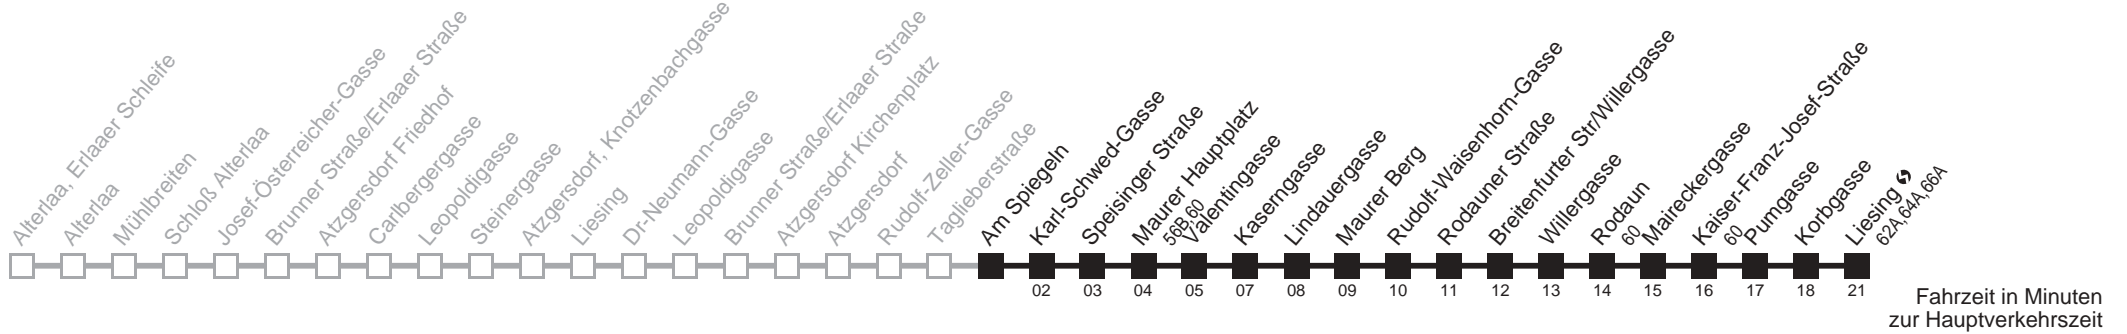 Alterlaa, Erlaaer Schleife
Alterlaa
Mühlbreiten
Schloß Alterlaa
Josef-Österreicher-Gasse
Brunner Straße/Erlaaer Straße
Atzgersdorf Friedhof
Carlbergergasse
Leopoldigasse
Steinergasse
Atzgersdorf, Knotzenbachgasse
Liesing
Dr-Neumann-Gasse
Leopoldigasse
Brunner Straße/Erlaaer Straße
Atzgersdorf Kirchenplatz
Atzgersdorf
Rudolf-Zeller-Gasse
Taglieberstraße
Am Spiegeln
Karl-Schwed-Gasse
Speisinger Straße
Maurer Hauptplatz
56B,60
Valentingasse
Kaserngasse
Lindauergasse
Maurer Berg
Rudolf-Waisenhorn-Gasse
Rodauner Straße
Breitenfurter Str/Willergasse
Willergasse
Rodaun
60
Maireckergasse
Kaiser-Franz-Josef-Straße
60
Pumgasse
Korbgasse
Liesing
62A,64A,66A
02 03 04 05 07 08 09 10 11 12 13 14 15 16 17 18 21
Fahrzeit in Minuten
zur Hauptverkehrszeit